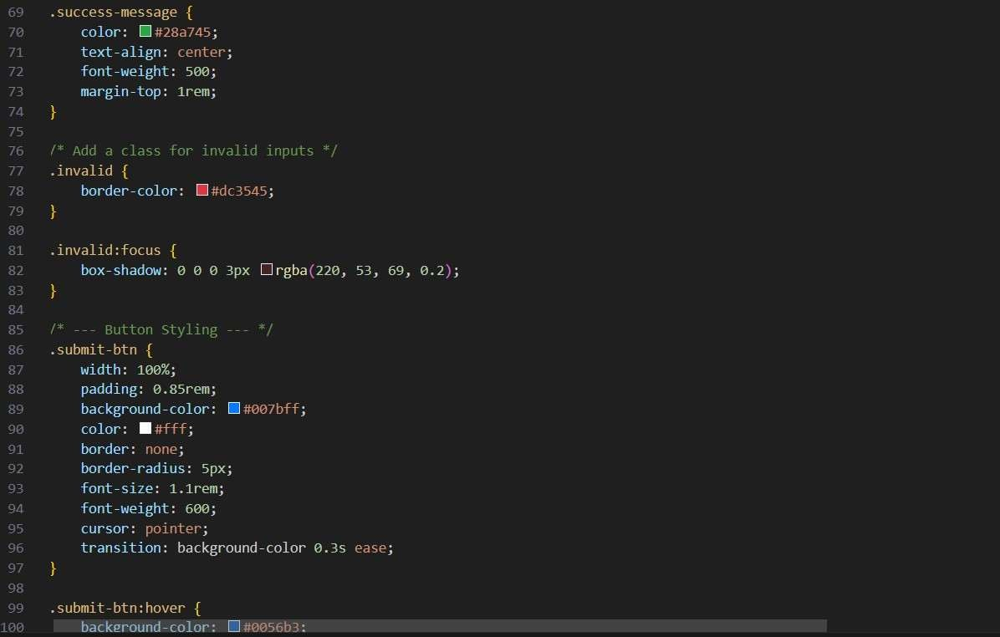 69 .success-message {
70     color: #28a745;
71     text-align: center;
72     font-weight: 500;
73     margin-top: 1rem;
74 }
75
76 /* Add a class for invalid inputs */
77 .invalid {
78     border-color: #dc3545;
79 }
80
81 .invalid:focus {
82     box-shadow: 0 0 0 3px rgba(220, 53, 69, 0.2);
83 }
84
85 /* --- Button Styling --- */
86 .submit-btn {
87     width: 100%;
88     padding: 0.85rem;
89     background-color: #007bff;
90     color: #fff;
91     border: none;
92     border-radius: 5px;
93     font-size: 1.1rem;
94     font-weight: 600;
95     cursor: pointer;
96     transition: background-color 0.3s ease;
97 }
98
99 .submit-btn:hover {
100     background-color: #0056b3;